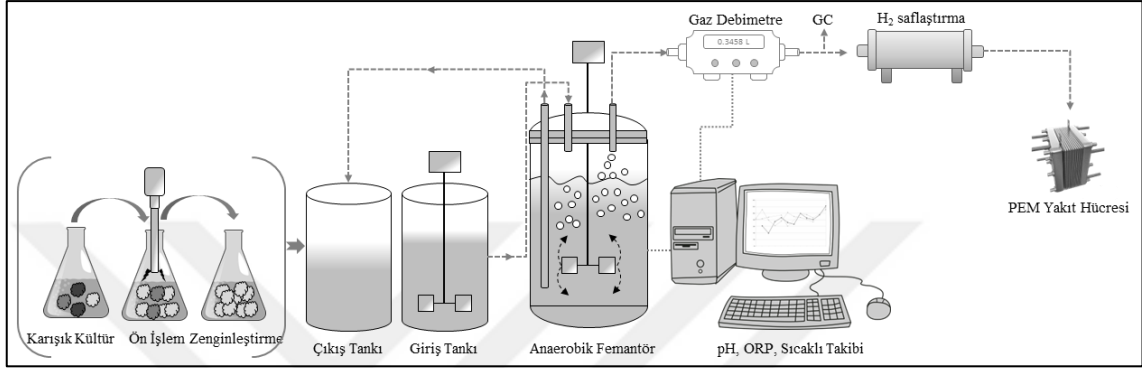 Gaz Debimetre
GC
H₂ saflaştırma
0.3458 L
PEM Yakıt Hücresi
Karışık Kültür
Ön İşlem
Zenginleştirme
Çıkış Tankı
Giriş Tankı
Anaerobik Femantör
pH, ORP, Sıcaklı Takibi